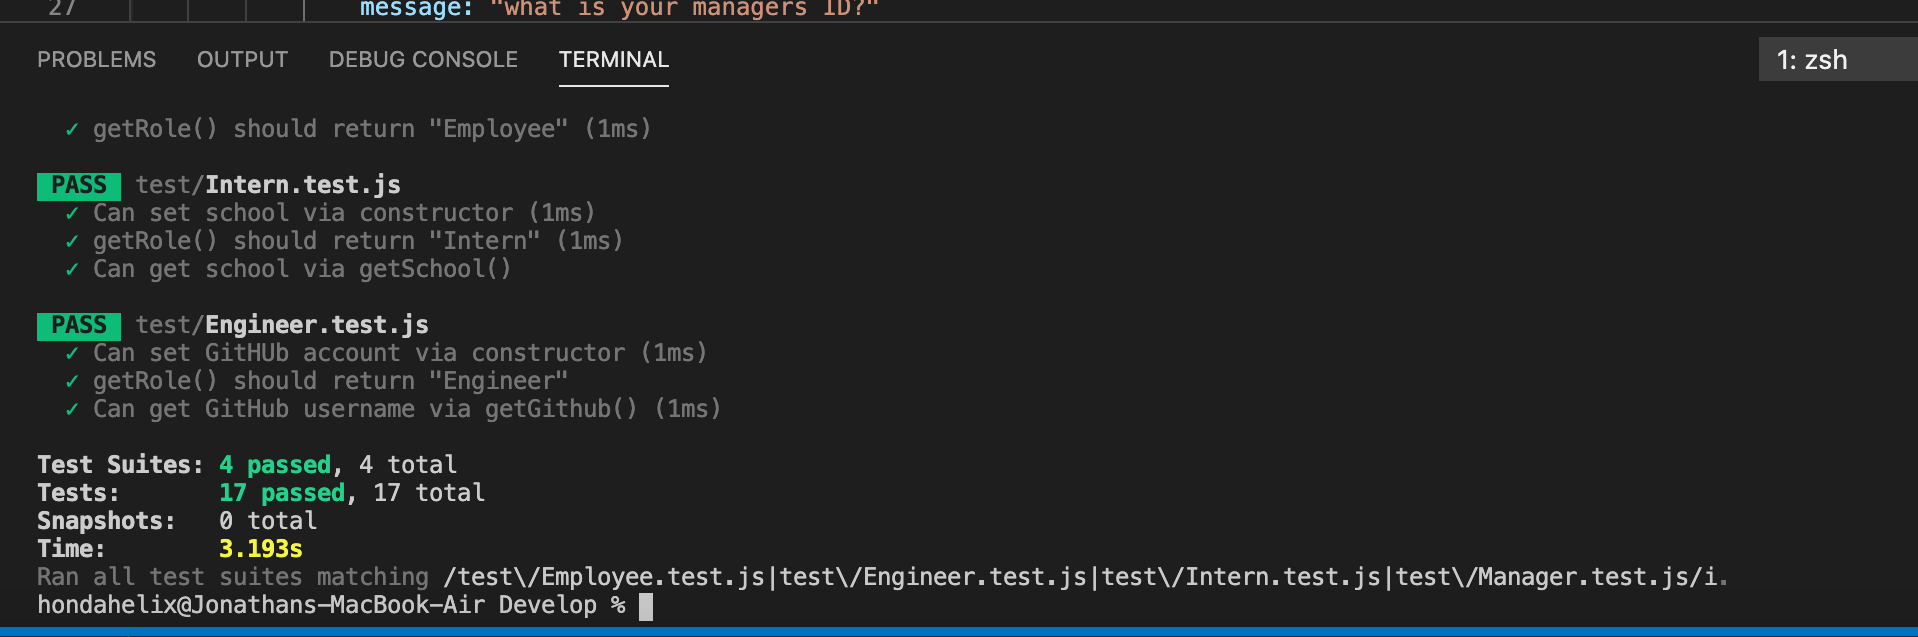 27 message: "what is your managers ID?"
PROBLEMS OUTPUT DEBUG CONSOLE TERMINAL 1: zsh
✓ getRole() should return "Employee" (1ms)
PASS test/Intern.test.js
✓ Can set school via constructor (1ms)
✓ getRole() should return "Intern" (1ms)
✓ Can get school via getSchool()
PASS test/Engineer.test.js
✓ Can set GitHUb account via constructor (1ms)
✓ getRole() should return "Engineer"
✓ Can get GitHub username via getGithub() (1ms)
Test Suites: 4 passed, 4 total
Tests: 17 passed, 17 total
Snapshots: 0 total
Time: 3.193s
Ran all test suites matching /test\/Employee.test.js|test\/Engineer.test.js|test\/Intern.test.js|test\/Manager.test.js/i.
hondahelix@Jonathans-MacBook-Air Develop %